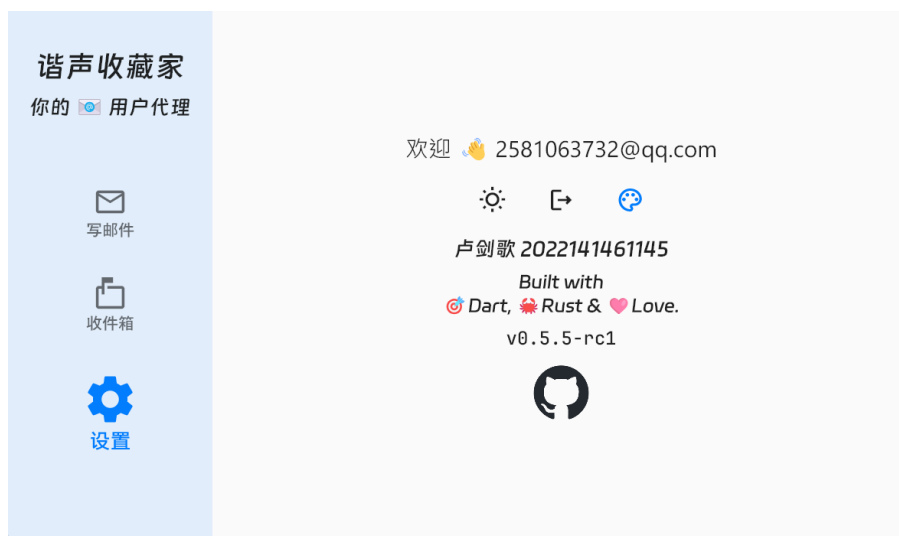 谐声收藏家
你的 📧 用户代理
写邮件
收件箱
设置
欢迎 👋 2581063732@qq.com
卢剑歌 2022141461145
Built with
🎯 Dart, 🦀 Rust & 🩷 Love.
v0.5.5-rc1